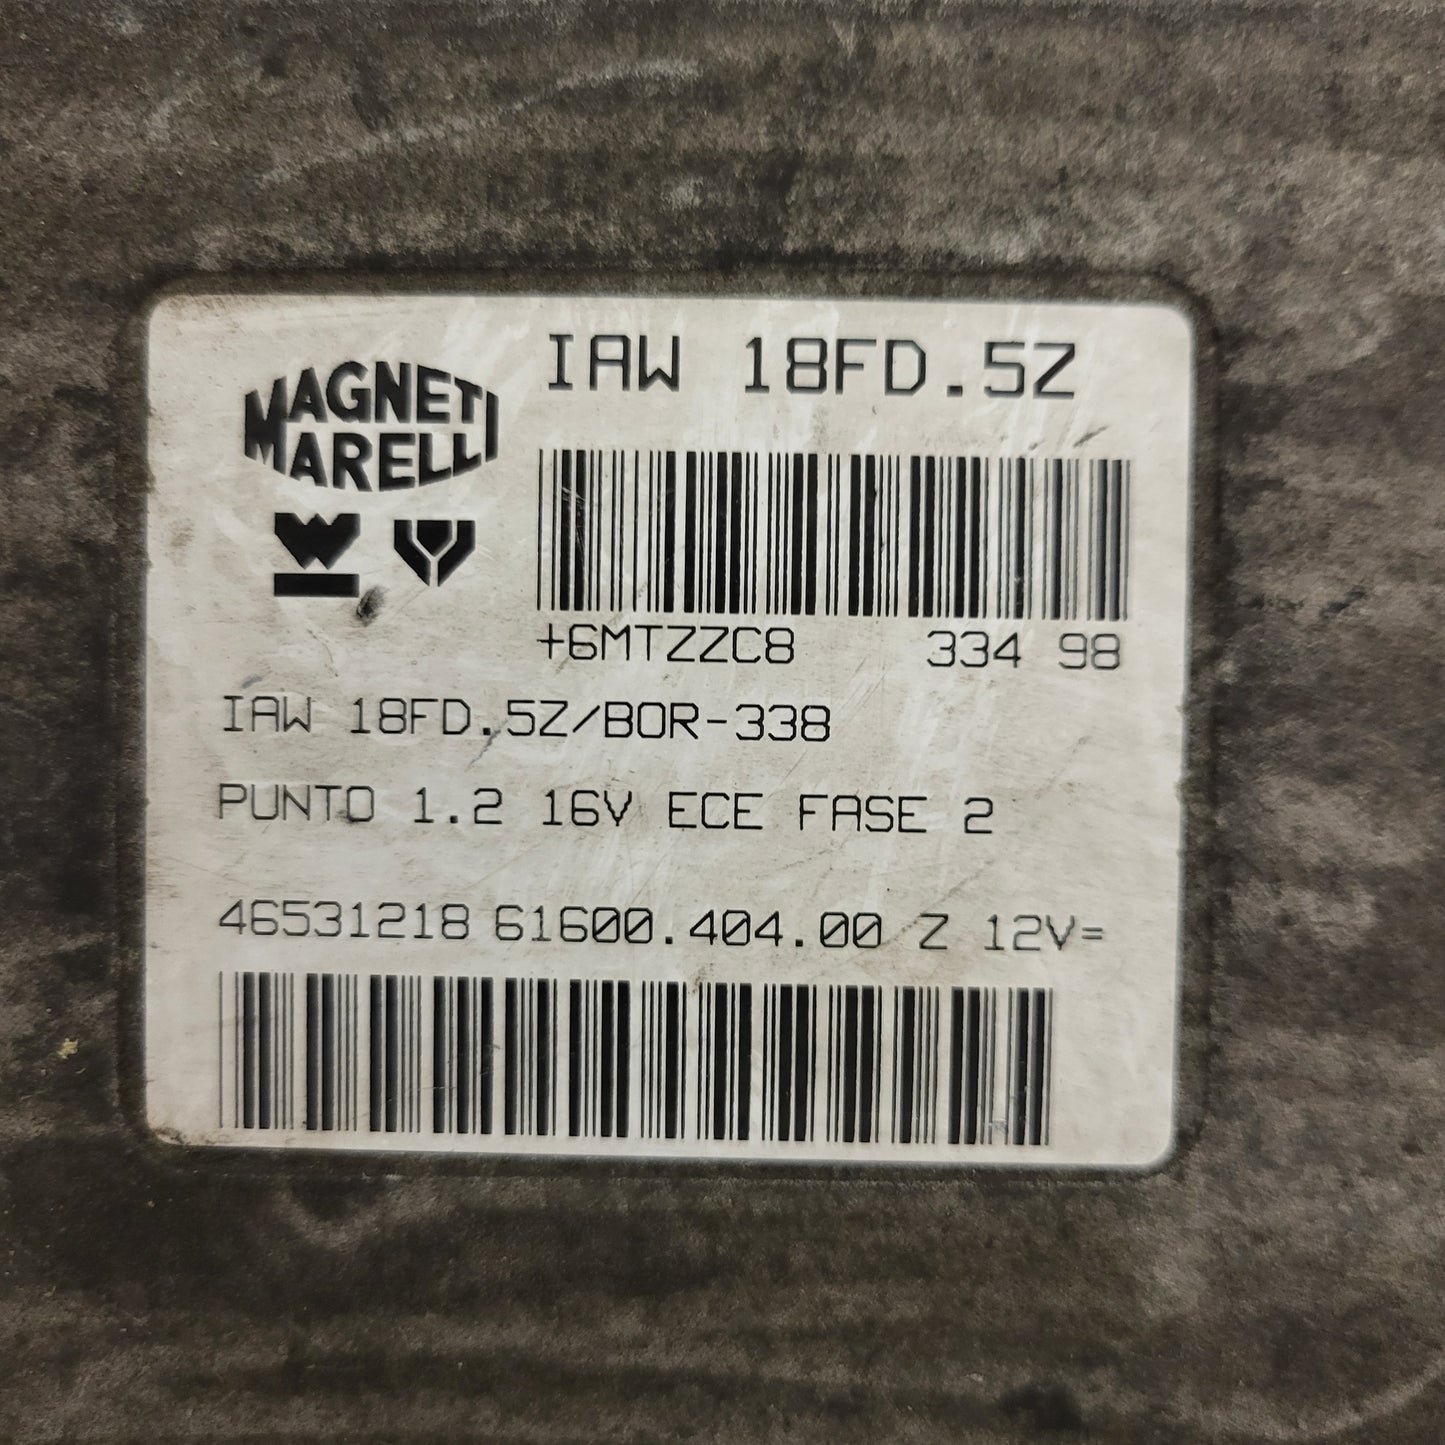 MAGNETI
MARELLI
IAW 18FD.5Z
+6MTZZC8 334 98
IAW 18FD.5Z/BOR-338
PUNTO 1.2 16V ECE FASE 2
46531218 61600.404.00 Z 12V=